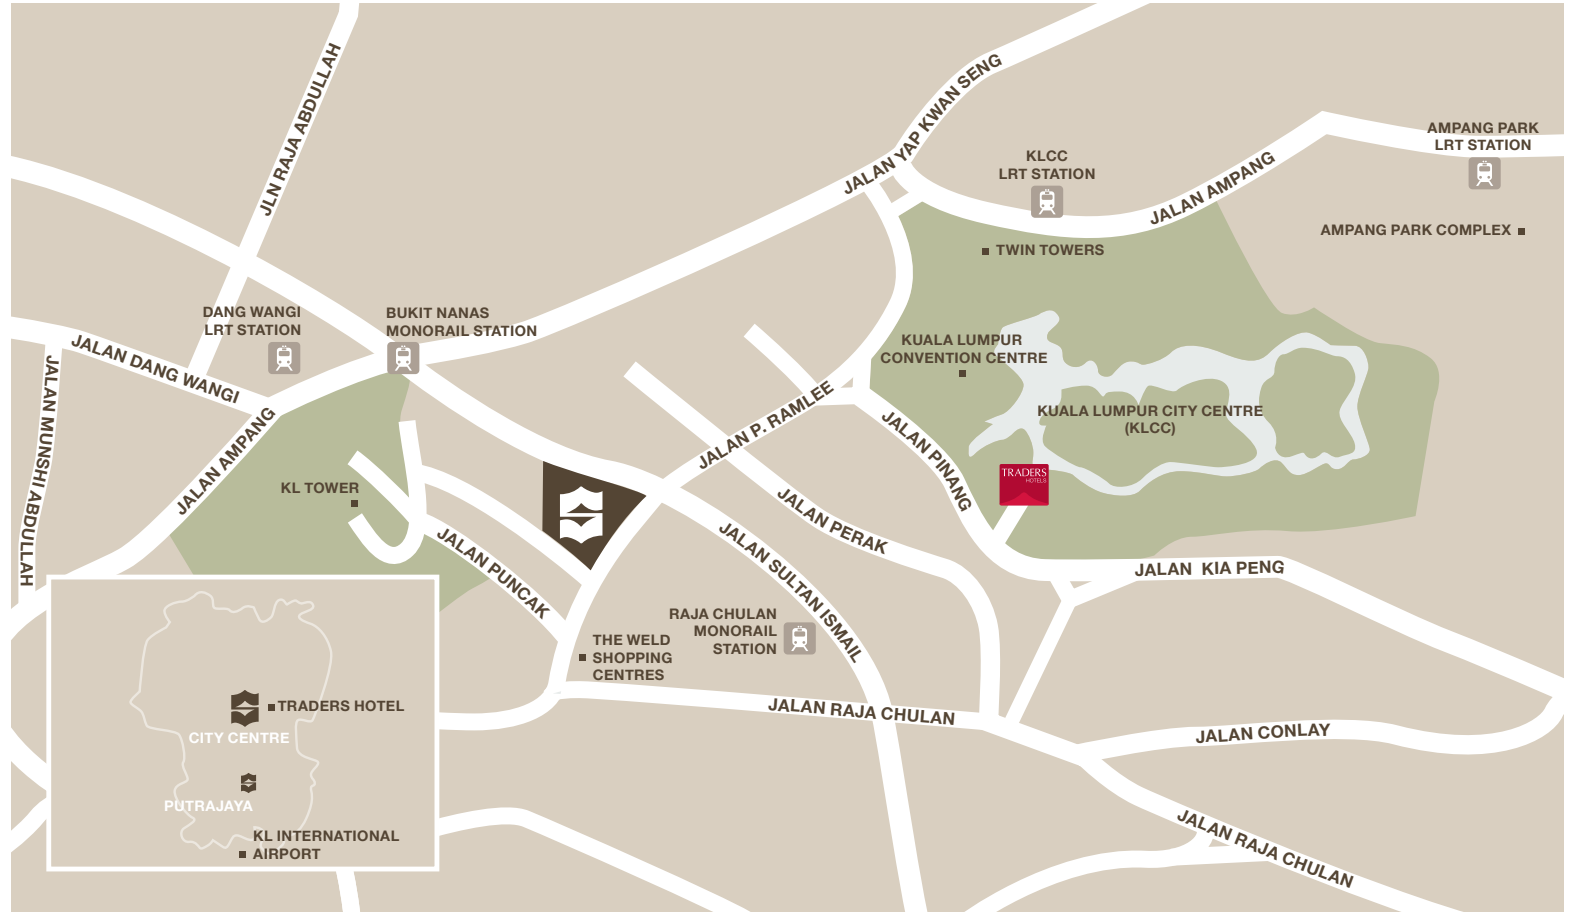 JALAN YAP KWAN SENG
JLN RAJA ABDULLAH
AMPANG PARK
LRT STATION
KLCC
LRT STATION
JALAN AMPANG
AMPANG PARK COMPLEX
TWIN TOWERS
DANG WANGI
LRT STATION
BUKIT NANAS
MONORAIL STATION
JALAN DANG WANGI
JALAN MUNSHI ABDULLAH
KUALA LUMPUR
CONVENTION CENTRE
KUALA LUMPUR CITY CENTRE
(KLCC)
JALAN P. RAMLEE
JALAN AMPANG
JALAN PINANG
TRADERS
HOTELS
KL TOWER
JALAN PERAK
JALAN PUNCAK
JALAN SULTAN ISMAIL
JALAN  KIA PENG
RAJA CHULAN
MONORAIL
STATION
THE WELD
SHOPPING
CENTRES
JALAN RAJA CHULAN
JALAN CONLAY
JALAN RAJA CHULAN
TRADERS HOTEL
CITY CENTRE
PUTRAJAYA
KL INTERNATIONAL
AIRPORT